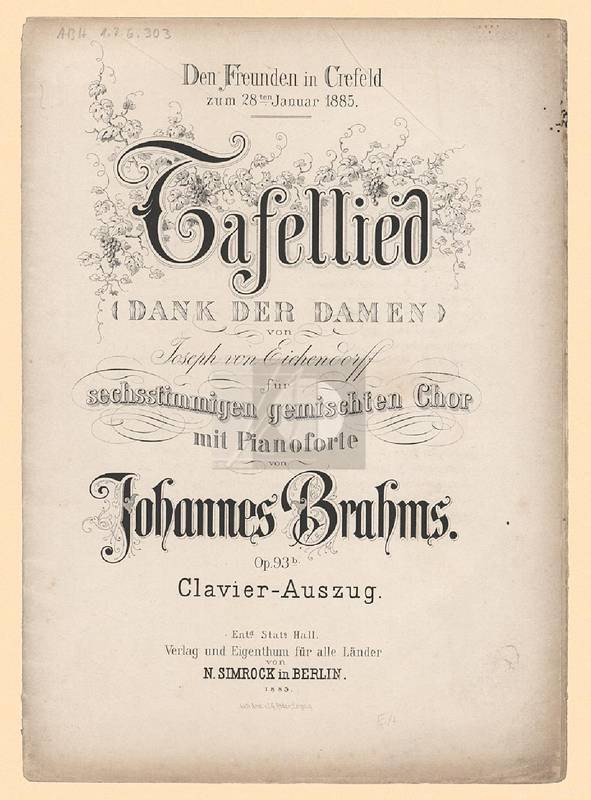 ABH 1.7.6.303
Den Freunden in Crefeld
zum 28ten Januar 1885.
Tafellied
(DANK DER DAMEN)
von
Joseph von Eichendorff
für
sechsstimmigen gemischten Chor
mit Pianoforte
von
Johannes Brahms.
Op. 93b.
Clavier-Auszug.
Entd. Stats Hall.
Verlag und Eigenthum für alle Länder
von
N. SIMROCK in BERLIN.
1885.